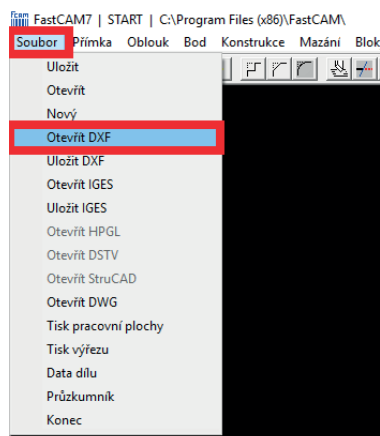 FastCAM7 | START | C:\Program Files (x86)\FastCAM\
Soubor Přímka Oblouk Bod Konstrukce Mazání Blok
Uložit
Otevřít
Nový
Otevřít DXF
Uložit DXF
Otevřít IGES
Uložit IGES
Otevřít HPGL
Otevřít DSTV
Otevřít StruCAD
Otevřít DWG
Tisk pracovní plochy
Tisk výřezu
Data dílu
Průzkumník
Konec